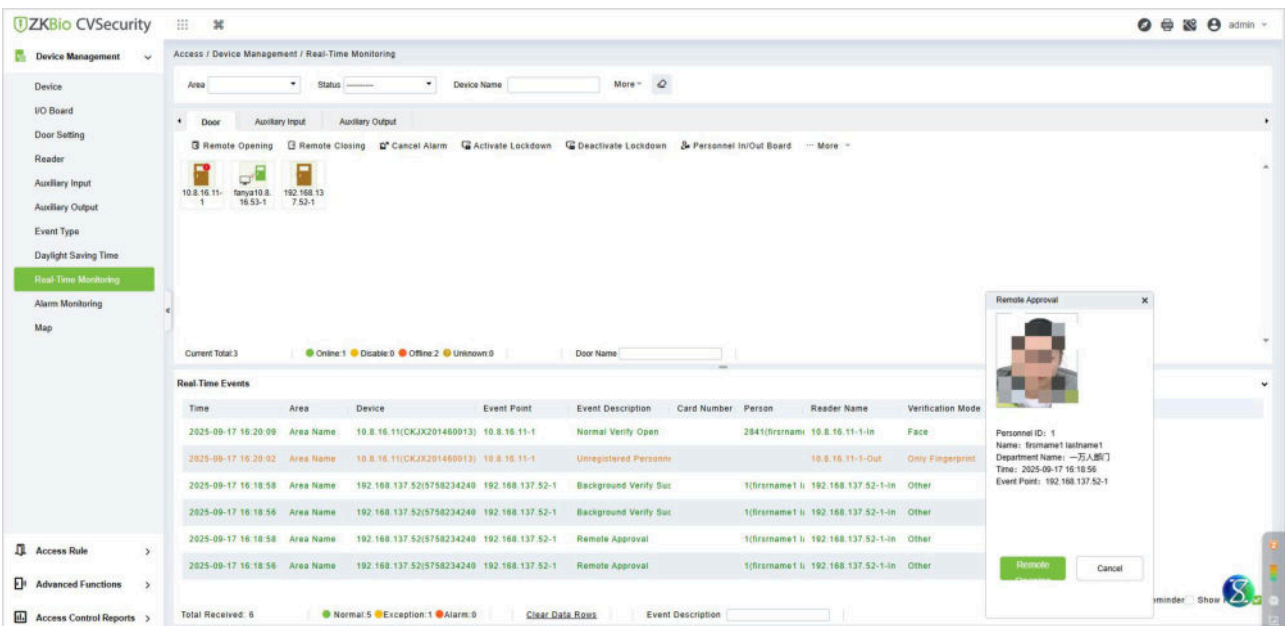 ZKBio CVSecurity
admin
Device Management
Access / Device Management / Real-Time Monitoring
Device
Area
Status ----------
Device Name
More
I/O Board
Door Setting
Door
Auxiliary Input
Auxiliary Output
Reader
Remote Opening
Remote Closing
Cancel Alarm
Activate Lockdown
Deactivate Lockdown
Personnel In/Out Board
More
Auxiliary Input
10.8.16.11-
1
fanya10.8.
16.53-1
192.168.13
7.52-1
Auxiliary Output
Event Type
Daylight Saving Time
Real-Time Monitoring
Alarm Monitoring
Map
Current Total:3
Online:1 Disable:0 Offline:2 Unknown:0
Door Name
Real-Time Events
Time Area Device Event Point Event Description Card Number Person Reader Name Verification Mode
2025-09-17 16:20:09 Area Name 10.8.16.11(CKJX201460013) 10.8.16.11-1 Normal Verify Open 2841(firsrname 10.8.16.11-1-In Face
2025-09-17 16:20:02 Area Name 10.8.16.11(CKJX201460013) 10.8.16.11-1 Unregistered Personne 10.8.16.11-1-Out Only Fingerprint
2025-09-17 16:18:58 Area Name 192.168.137.52(5758234240 192.168.137.52-1 Background Verify Suc 1(firsrname1 la 192.168.137.52-1-In Other
2025-09-17 16:18:56 Area Name 192.168.137.52(5758234240 192.168.137.52-1 Background Verify Suc 1(firsrname1 la 192.168.137.52-1-In Other
2025-09-17 16:18:58 Area Name 192.168.137.52(5758234240 192.168.137.52-1 Remote Approval 1(firsrname1 la 192.168.137.52-1-In Other
2025-09-17 16:18:56 Area Name 192.168.137.52(5758234240 192.168.137.52-1 Remote Approval 1(firsrname1 la 192.168.137.52-1-In Other
Remote Approval
Personnel ID: 1
Name: firsrname1 lastname1
Department Name: 一万人部门
Time: 2025-09-17 16:18:56
Event Point: 192.168.137.52-1
Remote
Cancel
Access Rule
Advanced Functions
Access Control Reports
Total Received: 6
Normal:5 Exception:1 Alarm:0
Clear Data Rows
Event Description
eminder
Show